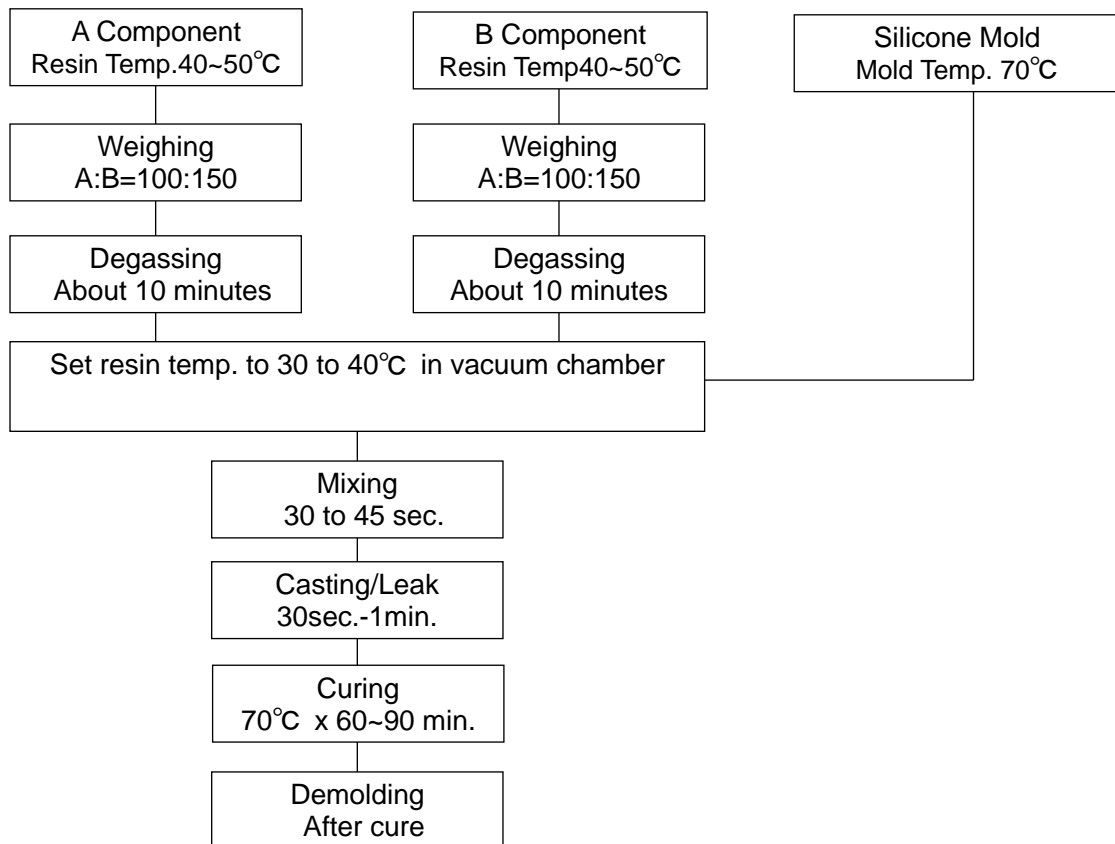 A Component
Resin Temp.40~50℃
B Component
Resin Temp40~50℃
Silicone Mold
Mold Temp. 70℃
Weighing
A:B=100:150
Weighing
A:B=100:150
Degassing
About 10 minutes
Degassing
About 10 minutes
Set resin temp. to 30 to 40℃ in vacuum chamber
Mixing
30 to 45 sec.
Casting/Leak
30sec.-1min.
Curing
70℃ x 60~90 min.
Demolding
After cure